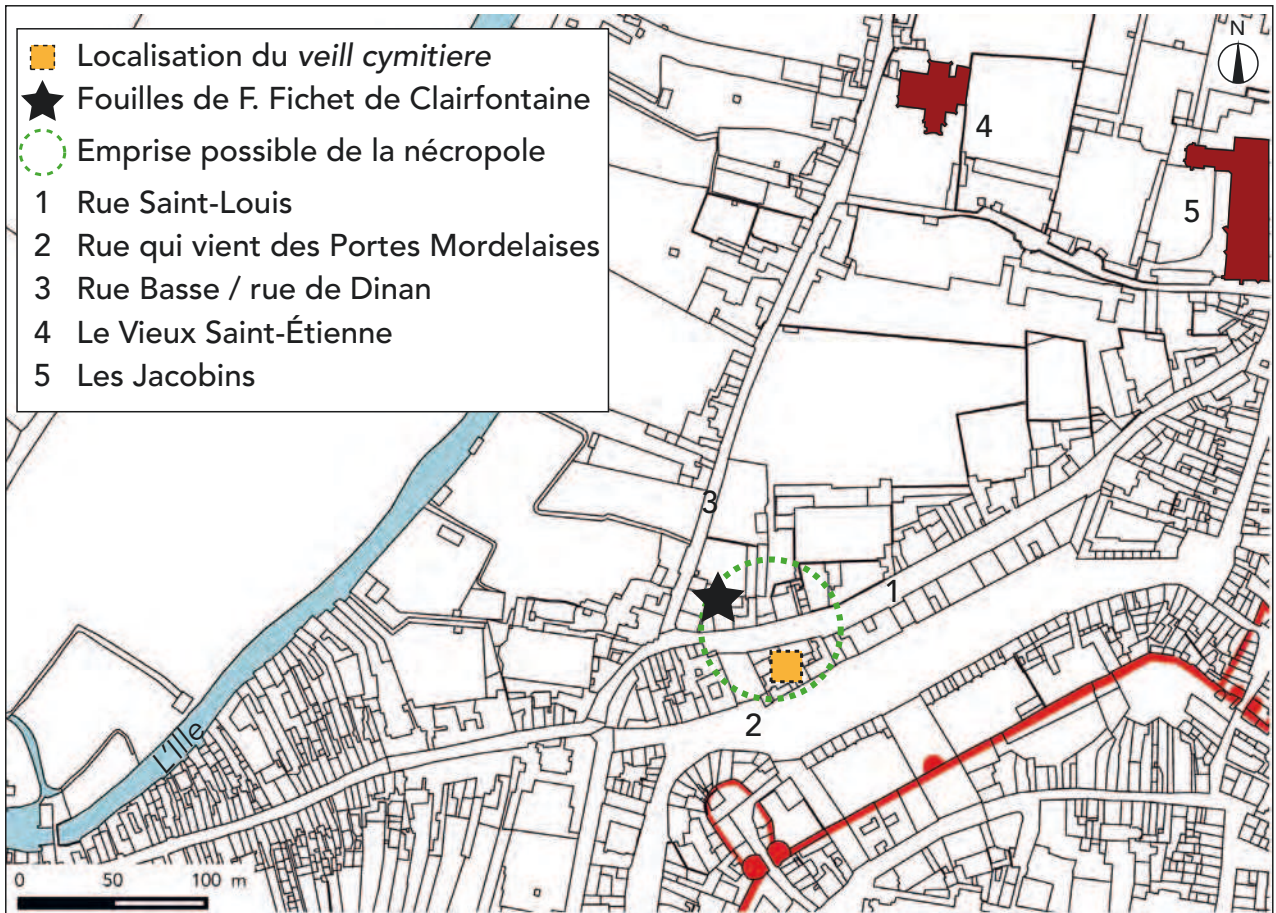 Localisation du veill cymitiere
Fouilles de F. Fichet de Clairfontaine
Emprise possible de la nécropole
1 Rue Saint-Louis
2 Rue qui vient des Portes Mordelaises
3 Rue Basse / rue de Dinan
4 Le Vieux Saint-Étienne
5 Les Jacobins
N
4
5
3
1
2
L'Ille
0 50 100 m